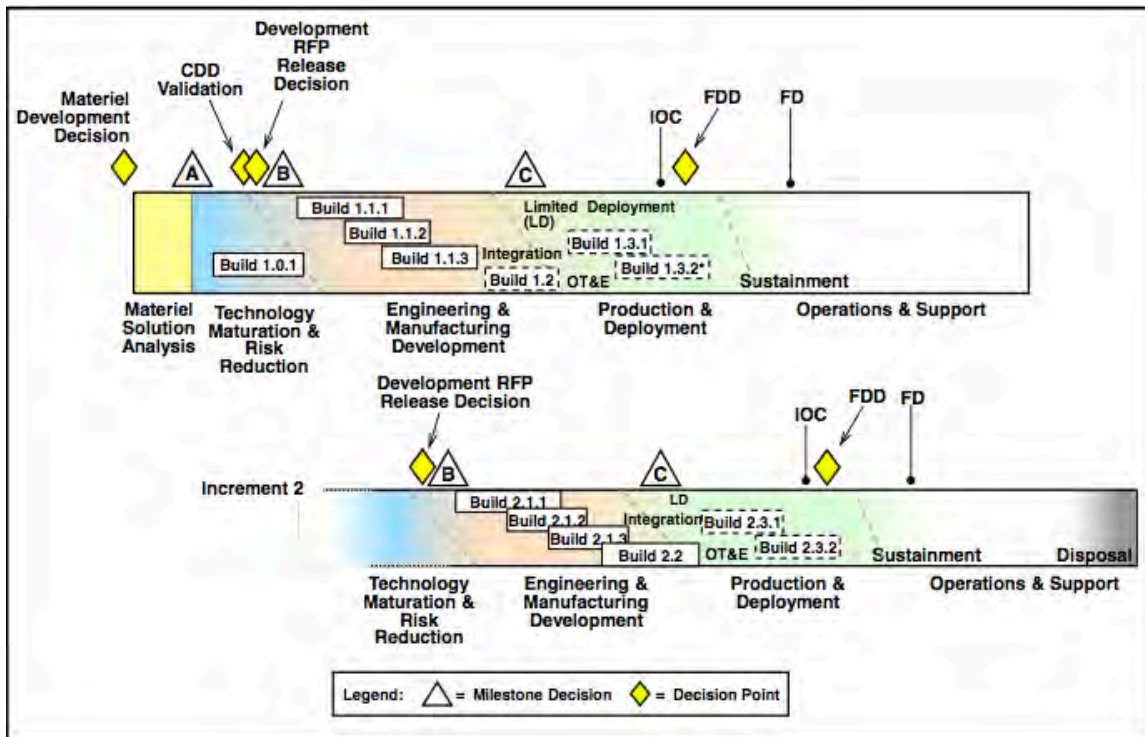 Development
RFP
Release
Decision
CDD
Validation
Materiel
Development
Decision
FDD
FD
IOC
A
B
C
Build 1.1.1
Limited Deployment
(LD)
Build 1.1.2
Build 1.3.1
Build 1.1.3
Integration
Build 1.0.1
Build 1.3.2*
Build 1.2
OT&E
Sustainment
Materiel
Solution
Analysis
Technology
Maturation &
Risk
Reduction
Engineering &
Manufacturing
Development
Production &
Deployment
Operations & Support
Development RFP
Release Decision
FDD
FD
IOC
B
C
Increment 2
Build 2.1.1
LD
Build 2.1.2
Integration
Build 2.3.1
Build 2.1.3
Build 2.3.2
Build 2.2
OT&E
Sustainment
Disposal
Technology
Maturation &
Risk
Reduction
Engineering &
Manufacturing
Development
Production &
Deployment
Operations & Support
Legend: = Milestone Decision = Decision Point